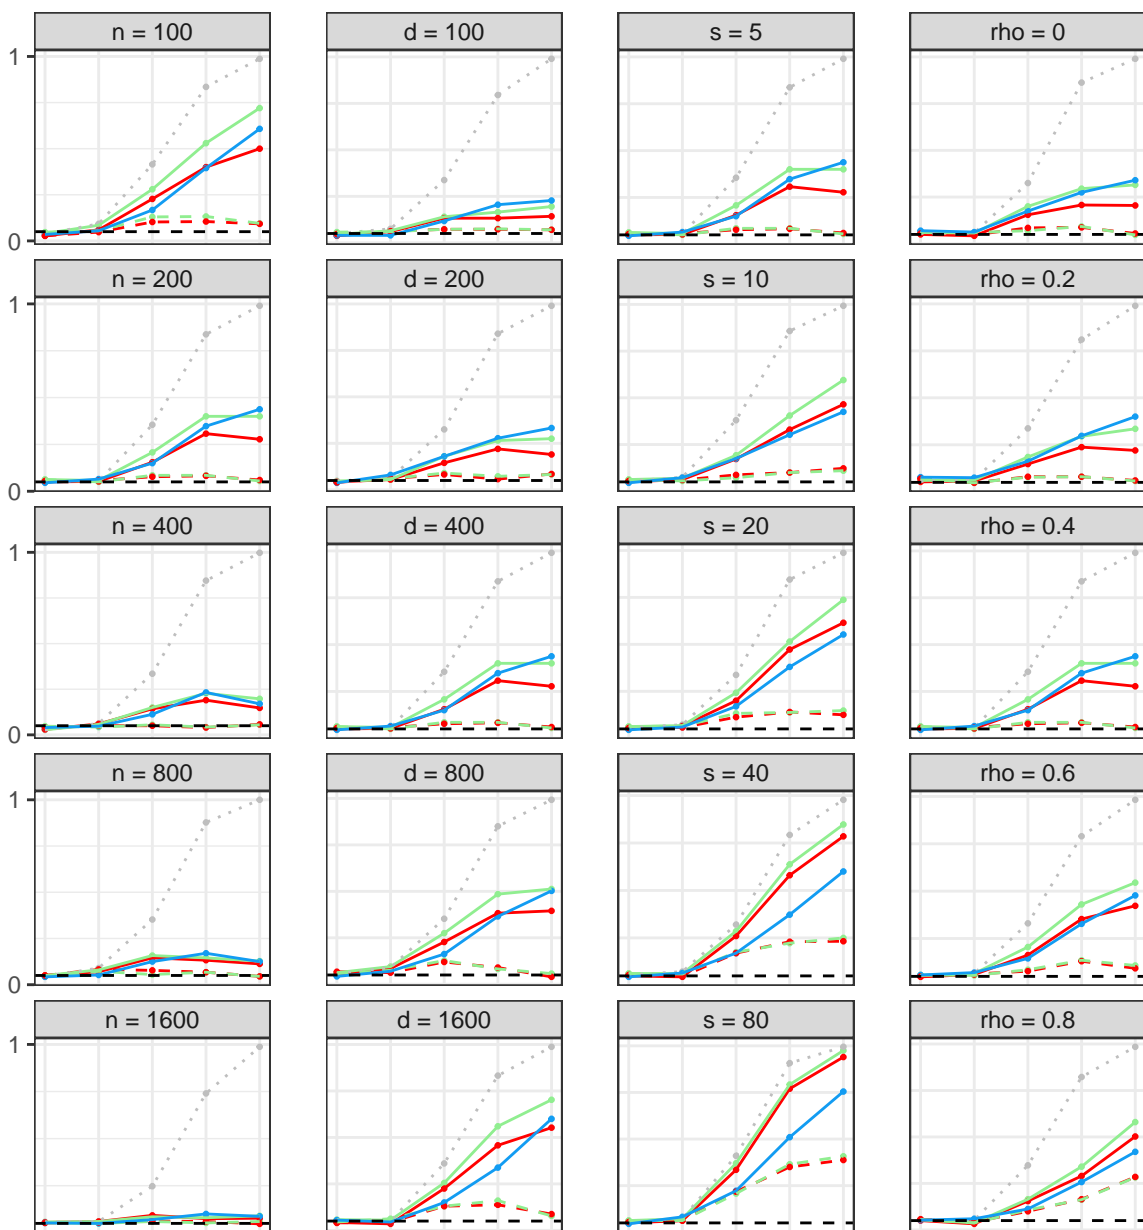 n = 100
d = 100
s = 5
rho = 0
1
0
n = 200
d = 200
s = 10
rho = 0.2
1
0
n = 400
d = 400
s = 20
rho = 0.4
1
0
n = 800
d = 800
s = 40
rho = 0.6
1
0
n = 1600
d = 1600
s = 80
rho = 0.8
1